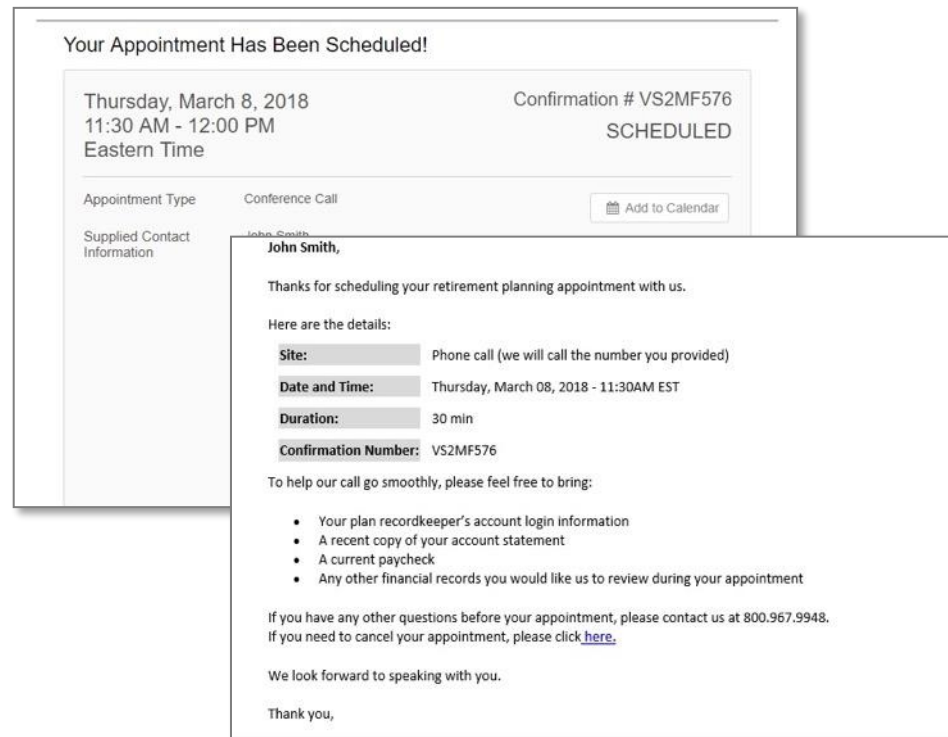 Your Appointment Has Been Scheduled!
Thursday, March 8, 2018
11:30 AM - 12:00 PM
Eastern Time
Confirmation # VS2MF576
SCHEDULED
Appointment Type
Conference Call
Add to Calendar
Supplied Contact
Information
John Smith
John Smith,
Thanks for scheduling your retirement planning appointment with us.
Here are the details:
Site: Phone call (we will call the number you provided)
Date and Time: Thursday, March 08, 2018 - 11:30AM EST
Duration: 30 min
Confirmation Number: VS2MF576
To help our call go smoothly, please feel free to bring:
• Your plan recordkeeper's account login information
• A recent copy of your account statement
• A current paycheck
• Any other financial records you would like us to review during your appointment
If you have any other questions before your appointment, please contact us at 800.967.9948.
If you need to cancel your appointment, please click here.
We look forward to speaking with you.
Thank you,